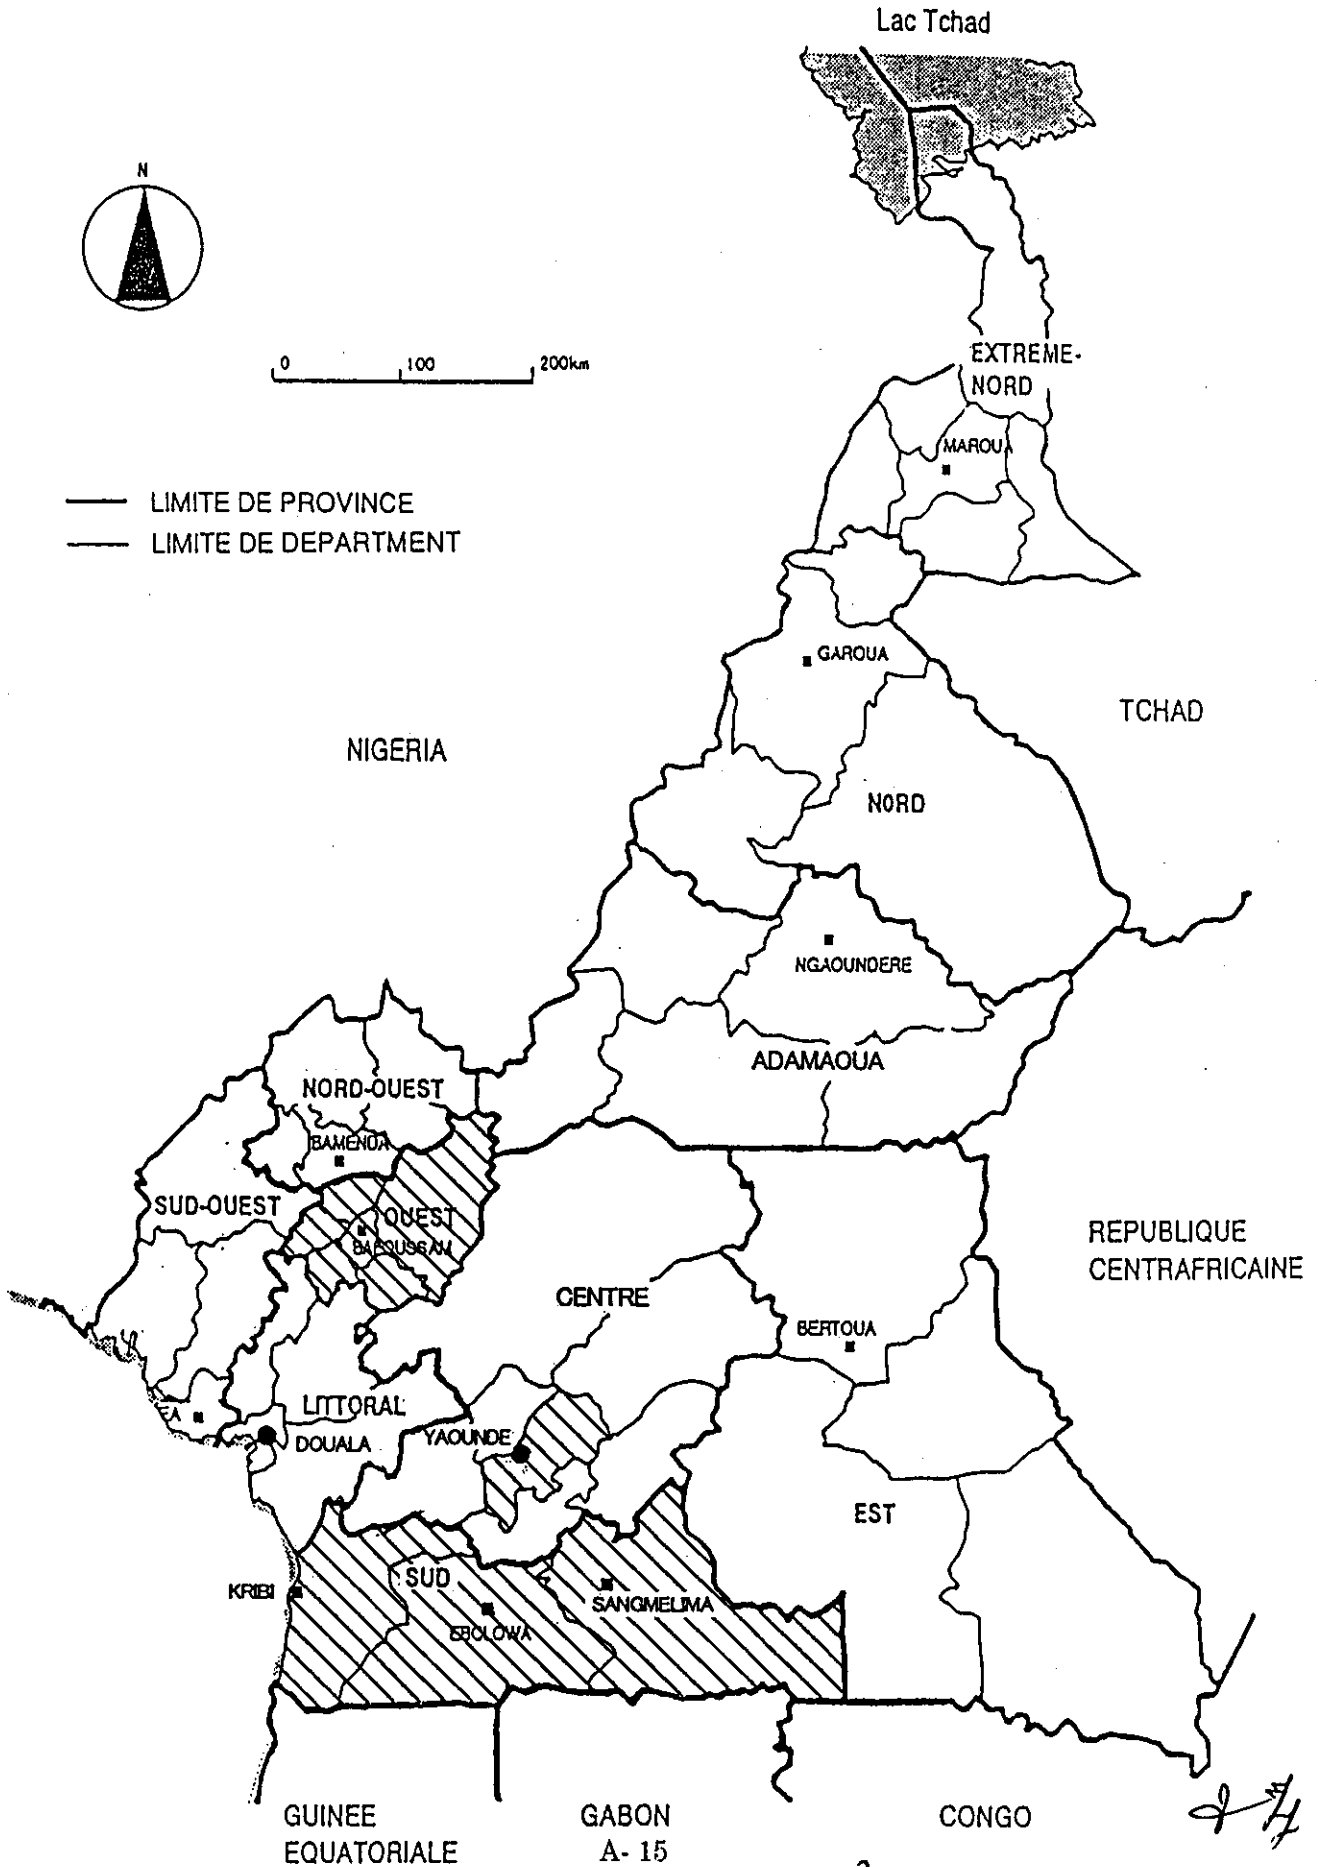 Lac Tchad
N
0 100 200km
EXTREME-
NORD
MAROUA
LIMITE DE PROVINCE
LIMITE DE DEPARTMENT
GAROUA
TCHAD
NIGERIA
NORD
NGAOUNDERE
ADAMAOUA
NORD-OUEST
BAMENDA
SUD-OUEST
OUEST
BAFOUSSAM
REPUBLIQUE
CENTRAFRICAINE
CENTRE
BERTOUA
LITTORAL
EA
DOUALA
YAOUNDE
EST
SUD
KRIBI
SANGMELIMA
EBOLOWA
GUINEE
EQUATORIALE
GABON
CONGO
A- 15